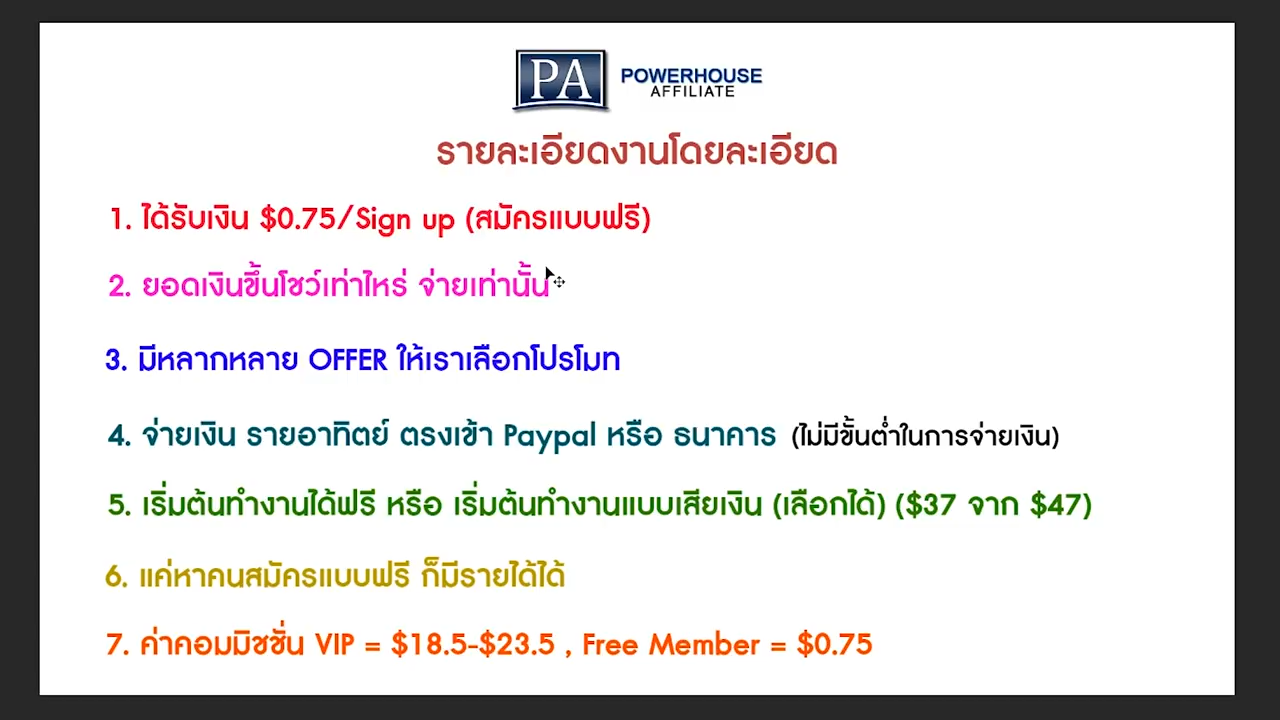 PA POWERHOUSE
AFFILIATE
รายละเอียดงานโดยละเอียด
1. ได้รับเงิน $0.75/Sign up (สมัครแบบฟรี)
2. ยอดเงินขึ้นโชว์เท่าไหร่ จ่ายเท่านั้น
3. มีหลากหลาย OFFER ให้เราเลือกโปรโมท
4. จ่ายเงิน รายอาทิตย์ ตรงเข้า Paypal หรือ ธนาคาร (ไม่มีขั้นต่ำในการจ่ายเงิน)
5. เริ่มต้นทำงานได้ฟรี หรือ เริ่มต้นทำงานแบบเสียเงิน (เลือกได้) ($37 จาก $47)
6. แค่หาคนสมัครแบบฟรี ก็มีรายได้ได้
7. ค่าคอมมิชชั่น VIP = $18.5-$23.5 , Free Member = $0.75